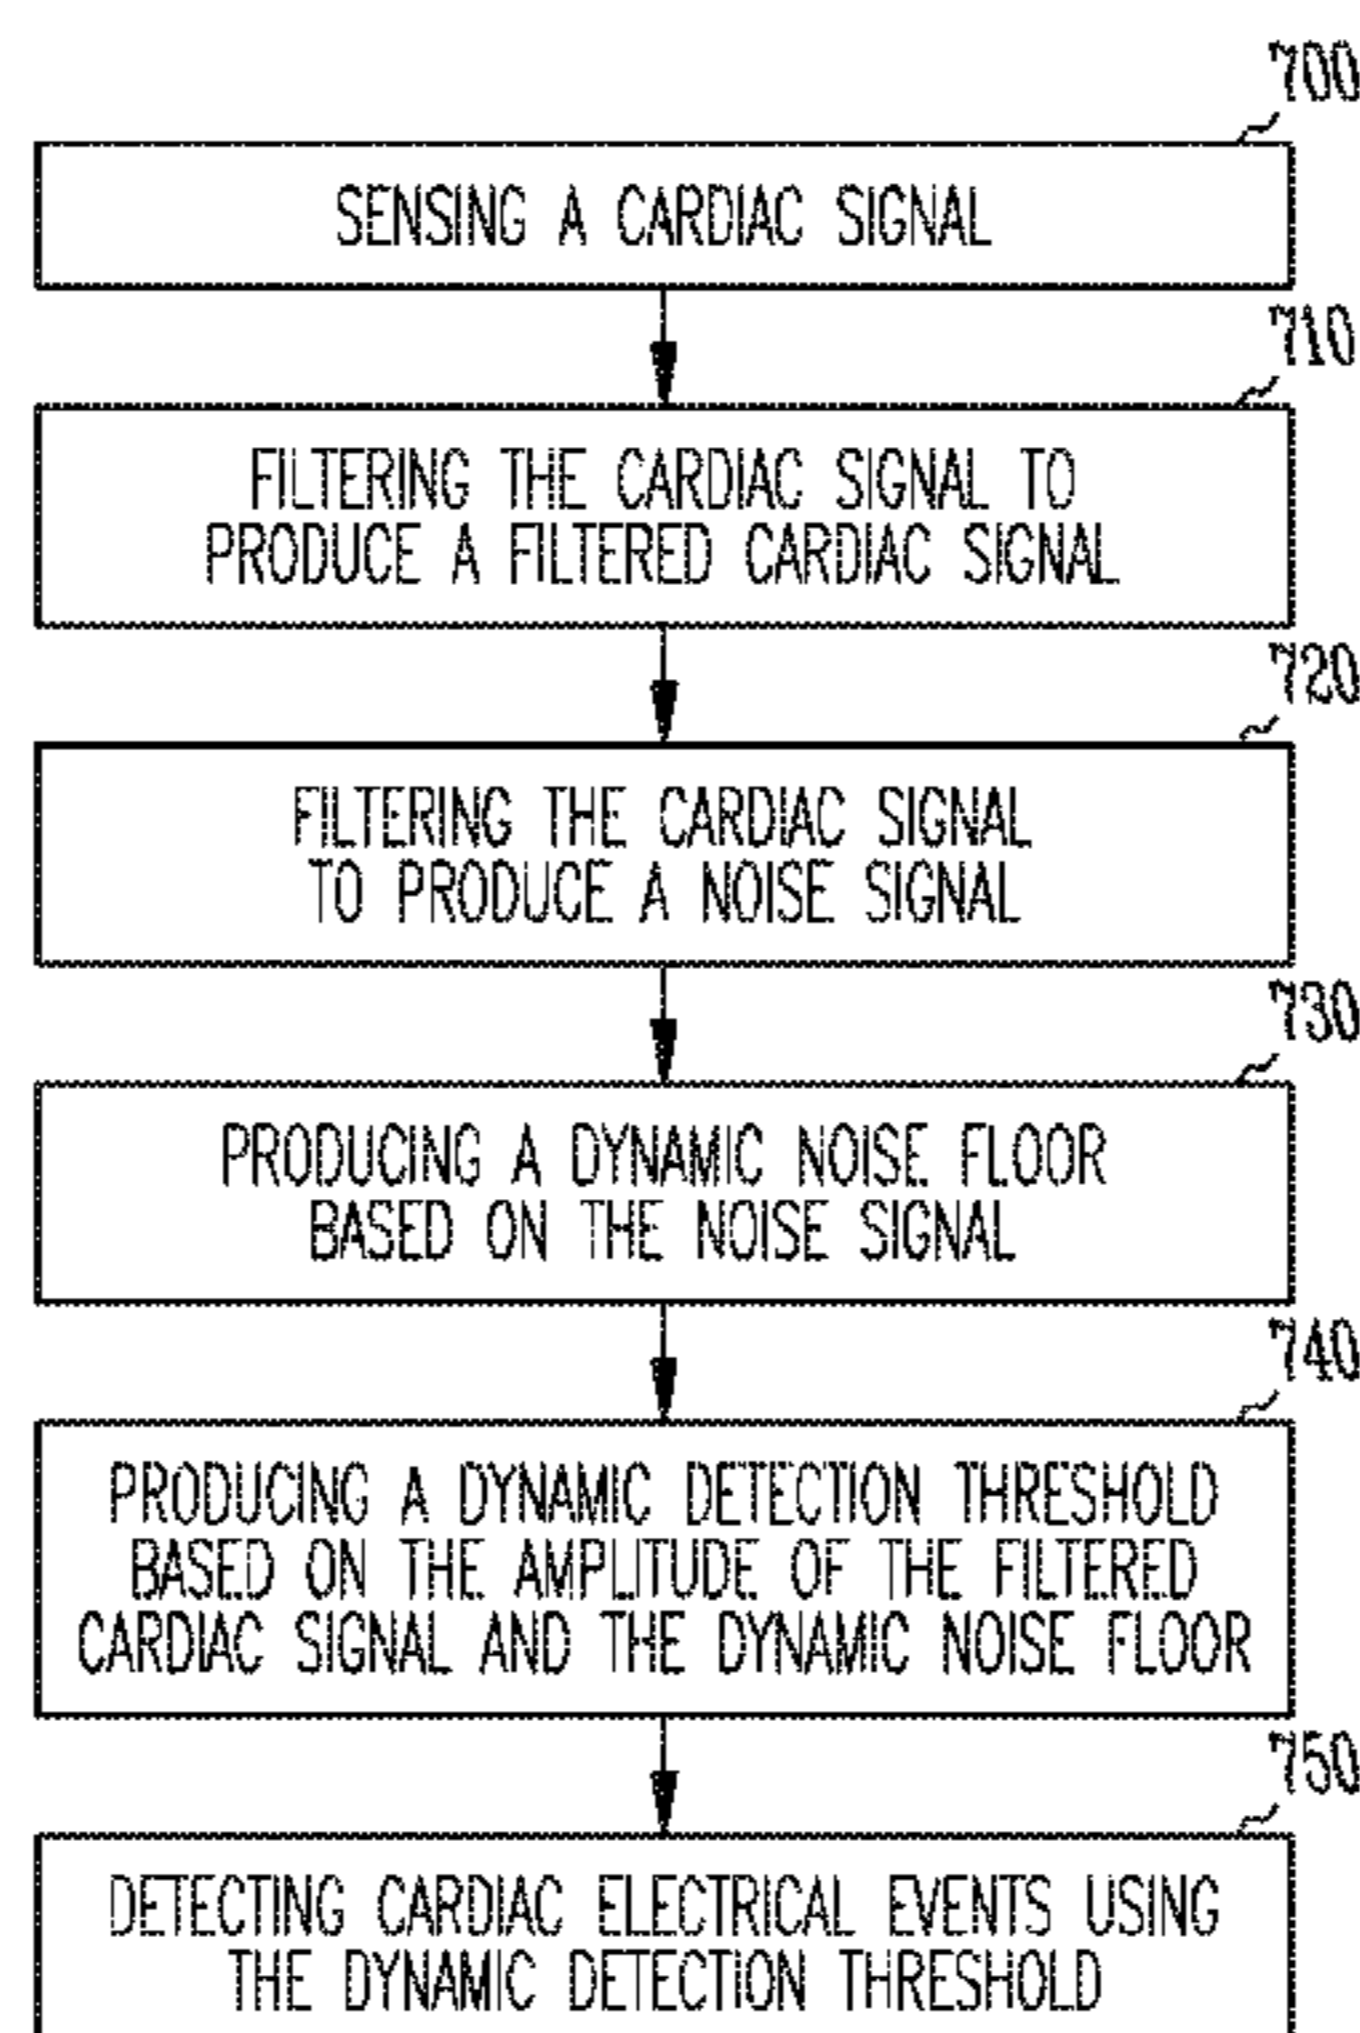 700
SENSING A CARDIAC SIGNAL
710
FILTERING THE CARDIAC SIGNAL TO
PRODUCE A FILTERED CARDIAC SIGNAL
720
FILTERING THE CARDIAC SIGNAL
TO PRODUCE A NOISE SIGNAL
730
PRODUCING A DYNAMIC NOISE FLOOR
BASED ON THE NOISE SIGNAL
740
PRODUCING A DYNAMIC DETECTION THRESHOLD
BASED ON THE AMPLITUDE OF THE FILTERED
CARDIAC SIGNAL AND THE DYNAMIC NOISE FLOOR
750
DETECTING CARDIAC ELECTRICAL EVENTS USING
THE DYNAMIC DETECTION THRESHOLD